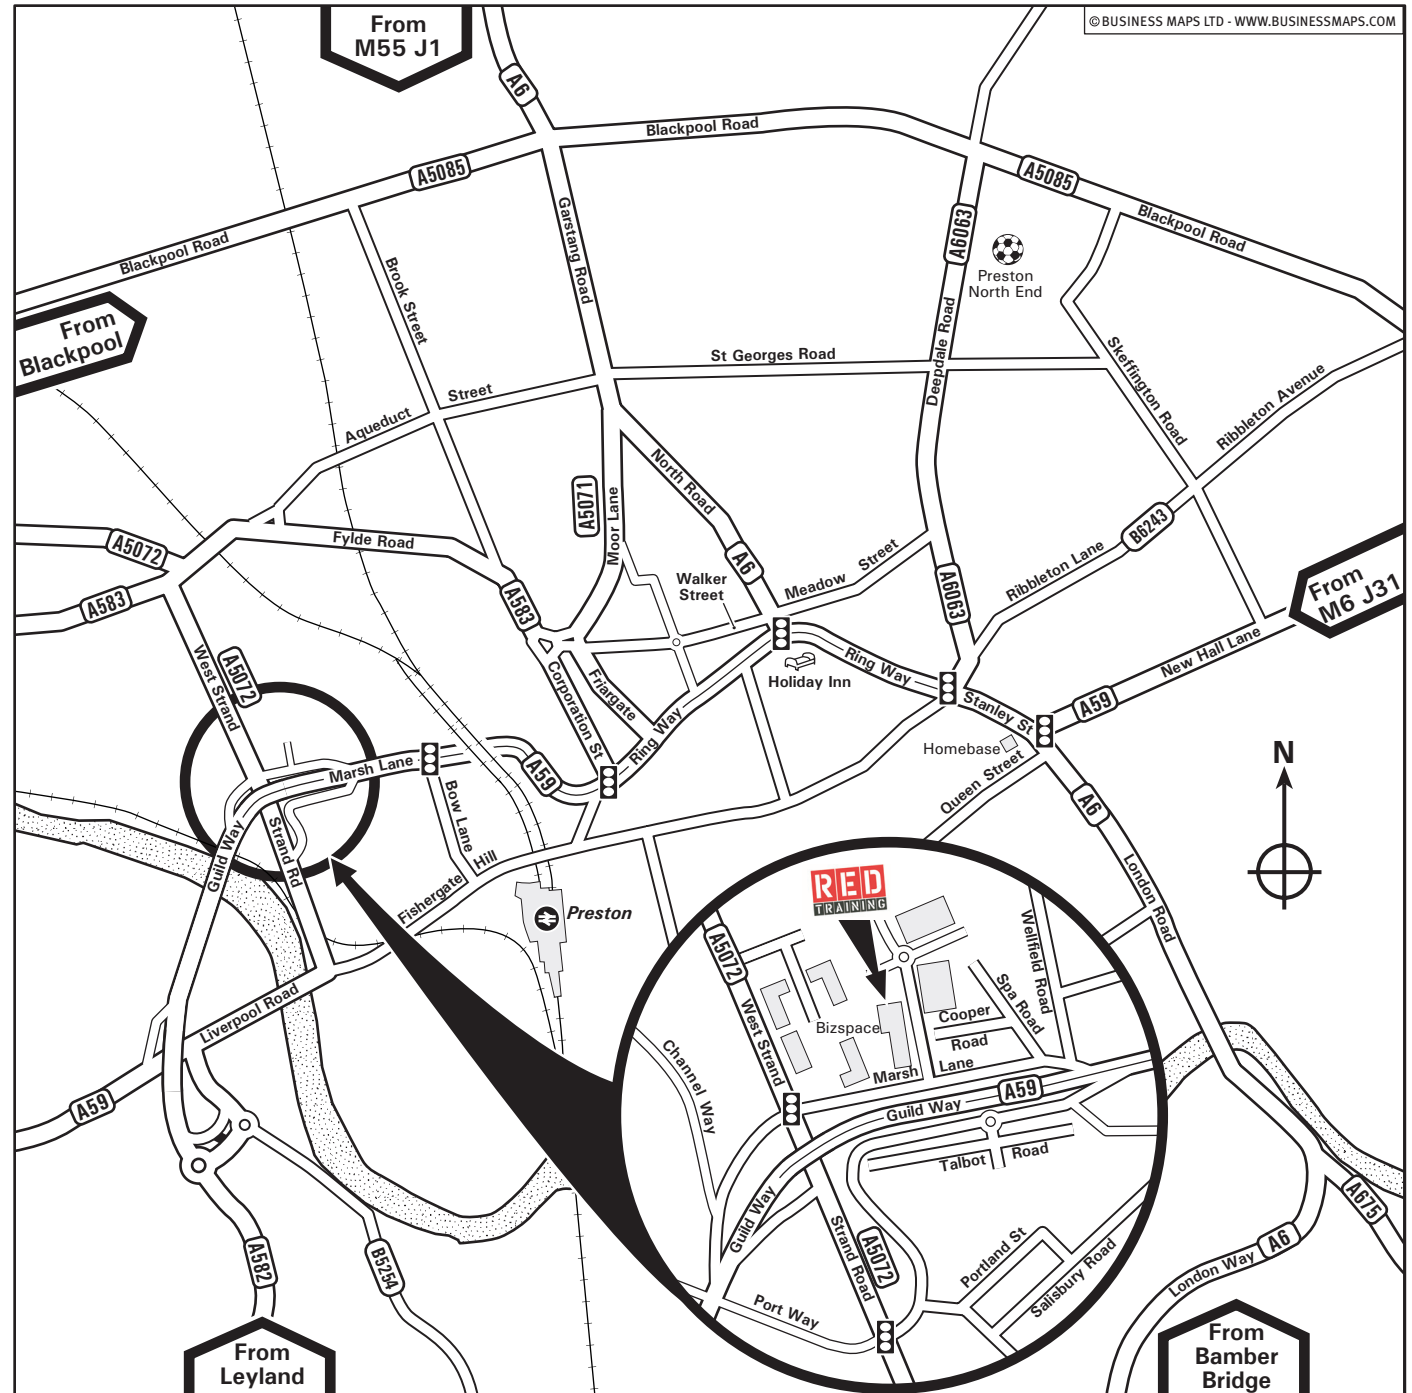 From
M55 J1
© BUSINESS MAPS LTD - WWW.BUSINESSMAPS.COM
A6
Blackpool Road
A5085
A5085
Blackpool Road
Blackpool Road
Garstang Road
A6063
Preston
North End
Brook Street
From
Blackpool
St Georges Road
Deepdale Road
Skeffington Road
Ribbleton Avenue
Aqueduct Street
North Road
A5071
Moor Lane
B6243
A5072
Fylde Road
A6
Meadow Street
Ribbleton Lane
Walker
Street
A583
A583
A6063
From
M6 J31
New Hall Lane
West Strand
A5072
Corporation St
Friargate
Ring Way
Ring Way
Holiday Inn
Stanley St
A59
Homebase
Queen Street
N
Marsh Lane
A59
Bow Lane
A6
Guild Way
Strand Rd
Fishergate Hill
London Road
Preston
RED
TRAINING
A5072
Wellfield Road
West Strand
Spa Road
Cooper
Road
Bizspace
Marsh Lane
Channel Way
Liverpool Road
A59
Guild Way
A59
Talbot Road
Guild Way
Strand Road
A5072
Portland St
Salisbury Road
Port Way
A582
B5254
A675
A6
London Way
From
Leyland
From
Bamber
Bridge